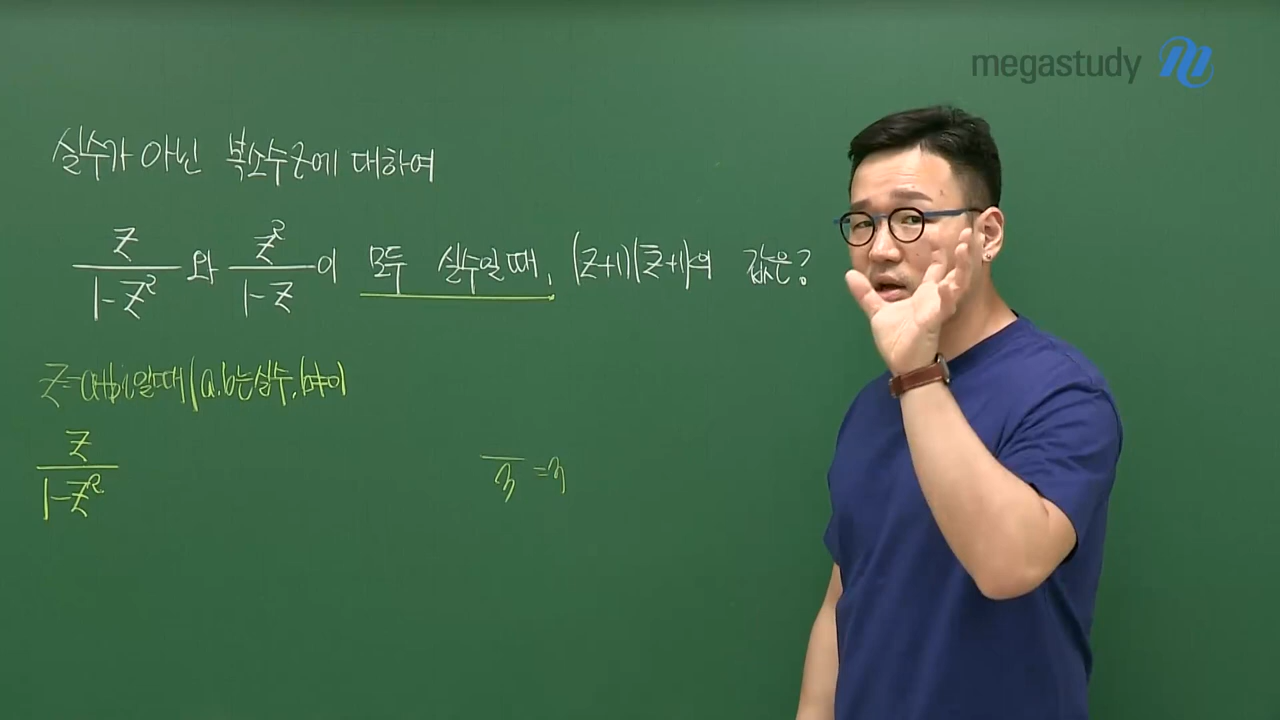 megastudy
실수가 아닌 복소수 z에 대하여
z/(1-z²) 와 z²/(1-z) 이 모두 실수일때, (z+1)(z̄+1)의 값은?
z=a+bi일때(a,b는실수,b≠0)
z/(1-z²)
3̄ =3